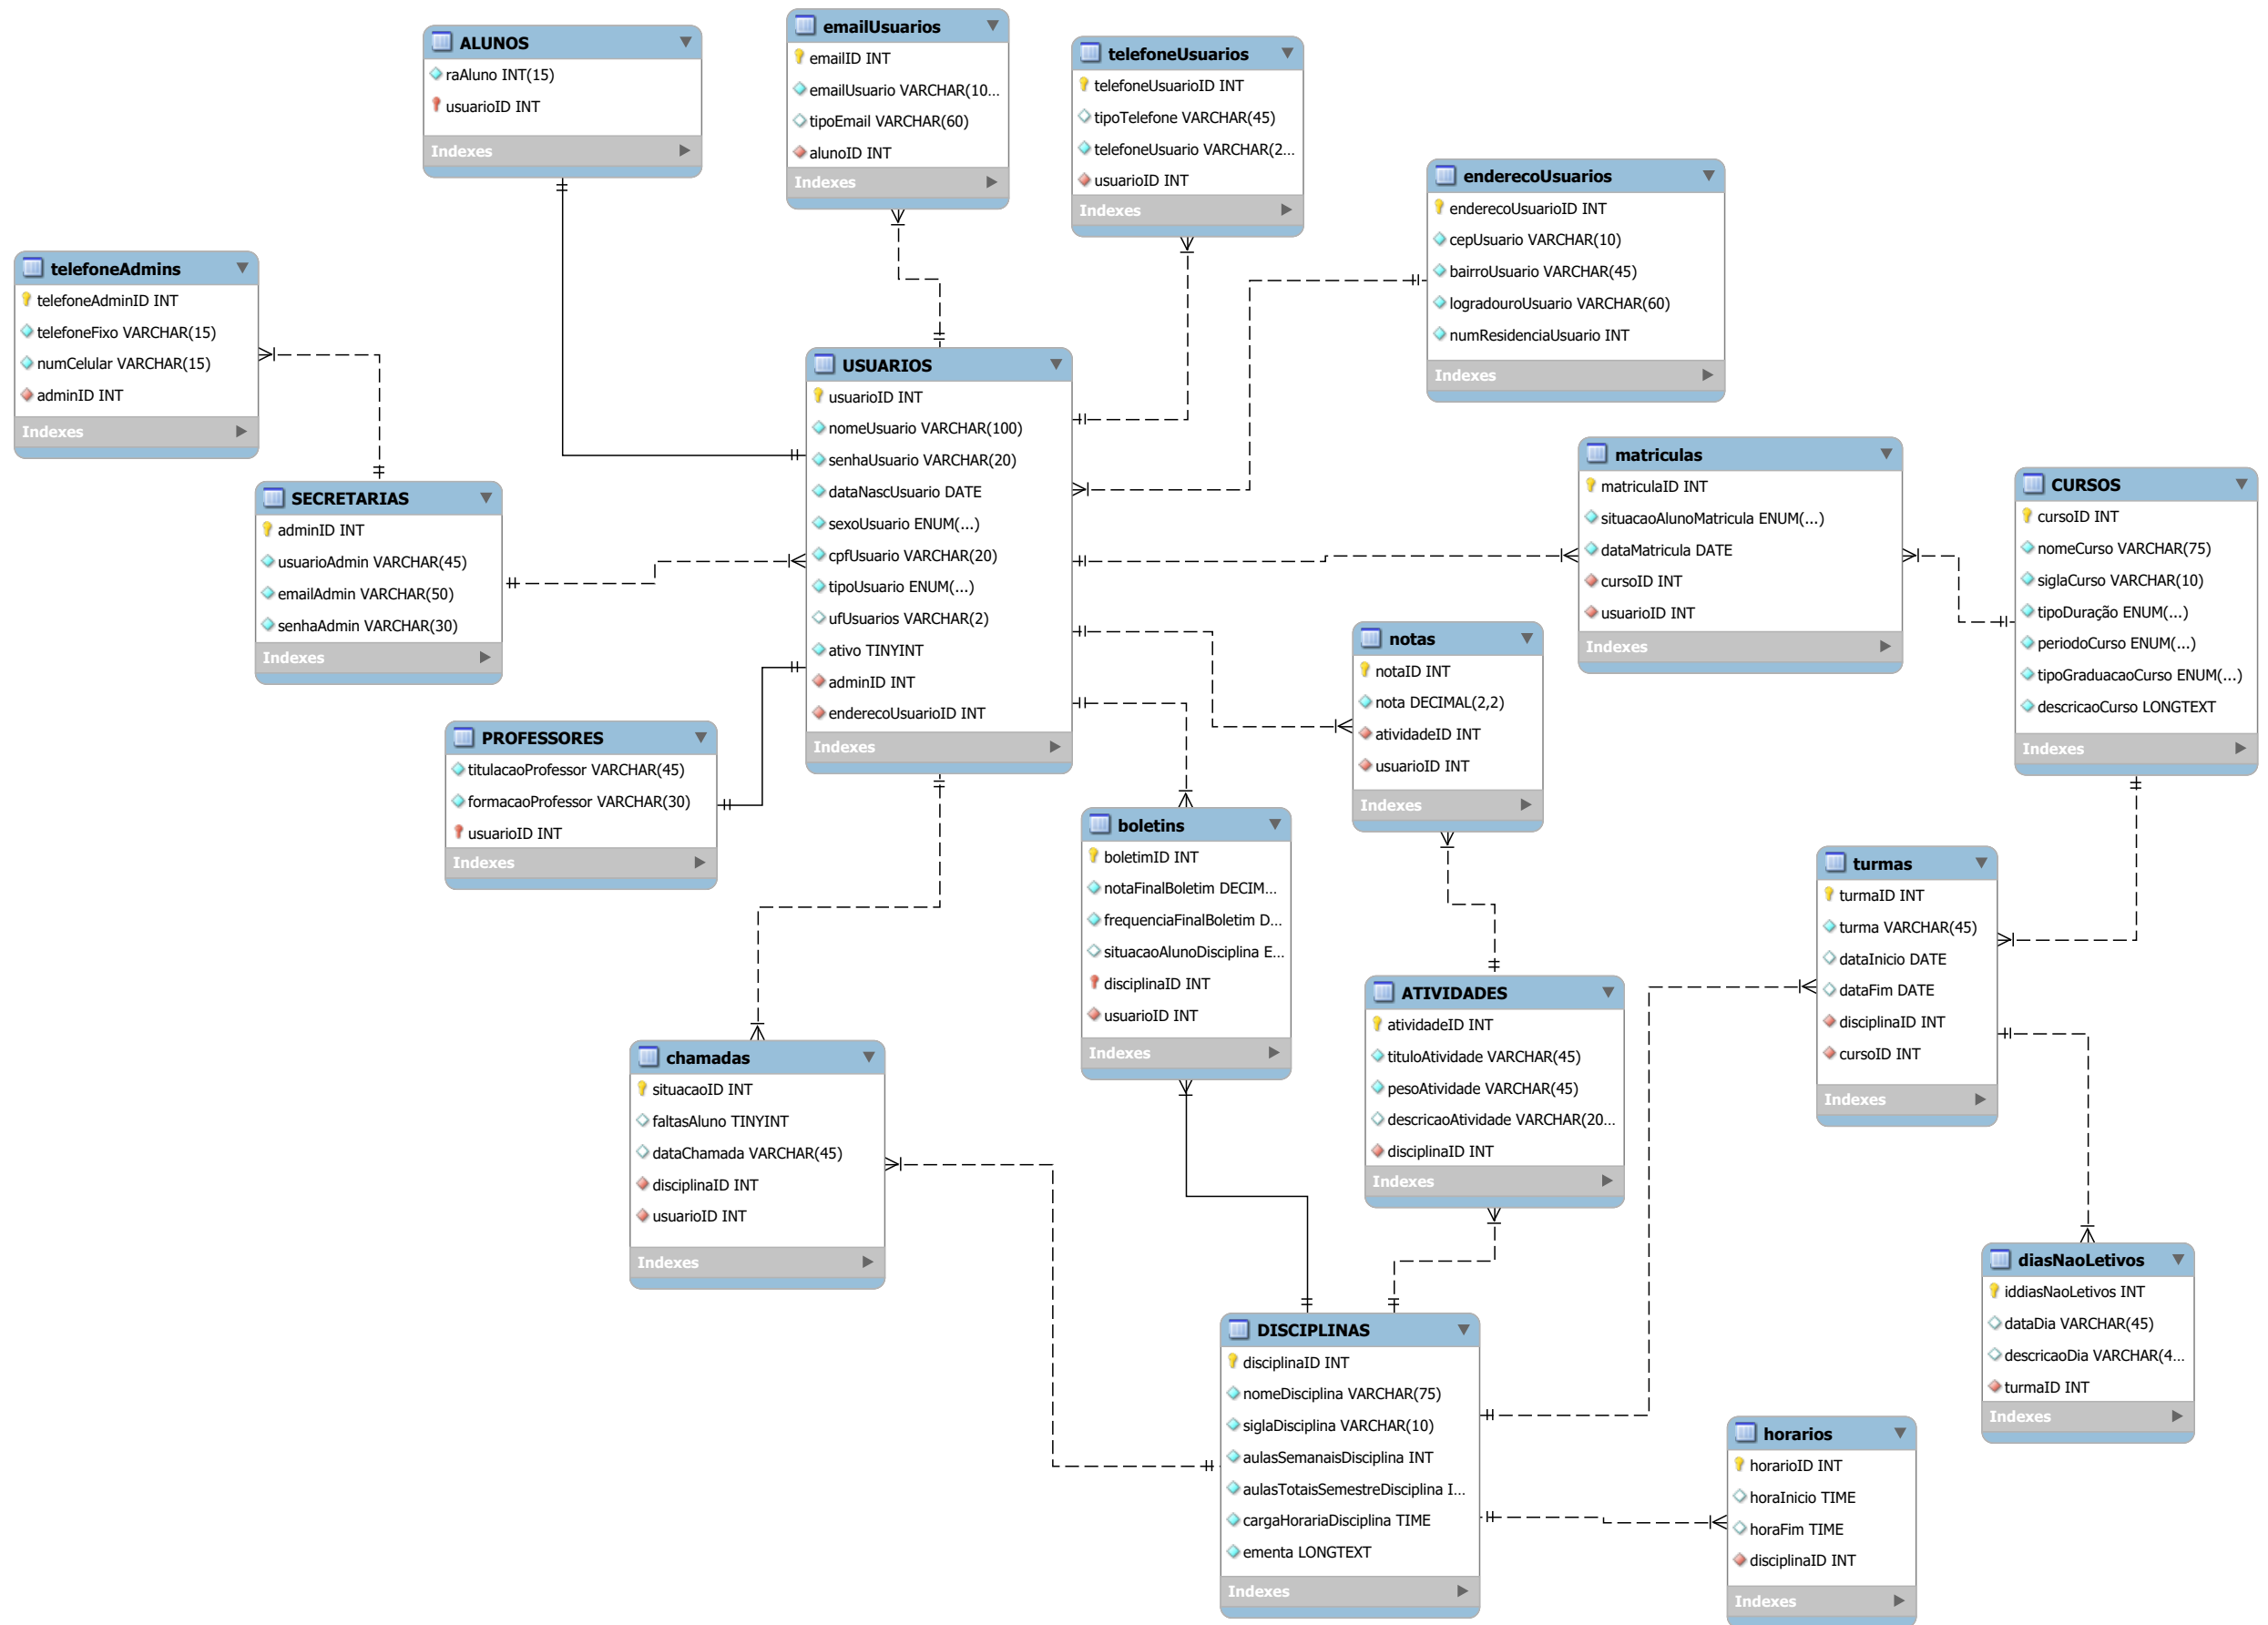 ALUNOS
raAluno INT(15)
usuarioID INT
Indexes
emailUsuarios
emailID INT
emailUsuario VARCHAR(10...
tipoEmail VARCHAR(60)
alunoID INT
Indexes
telefoneUsuarios
telefoneUsuarioID INT
tipoTelefone VARCHAR(45)
telefoneUsuario VARCHAR(2...
usuarioID INT
Indexes
enderecoUsuarios
enderecoUsuarioID INT
cepUsuario VARCHAR(10)
bairroUsuario VARCHAR(45)
logradouroUsuario VARCHAR(60)
numResidenciaUsuario INT
Indexes
telefoneAdmins
telefoneAdminID INT
telefoneFixo VARCHAR(15)
numCelular VARCHAR(15)
adminID INT
Indexes
SECRETARIAS
adminID INT
usuarioAdmin VARCHAR(45)
emailAdmin VARCHAR(50)
senhaAdmin VARCHAR(30)
Indexes
USUARIOS
usuarioID INT
nomeUsuario VARCHAR(100)
senhaUsuario VARCHAR(20)
dataNascUsuario DATE
sexoUsuario ENUM(...)
cpfUsuario VARCHAR(20)
tipoUsuario ENUM(...)
ufUsuarios VARCHAR(2)
ativo TINYINT
adminID INT
enderecoUsuarioID INT
Indexes
matriculas
matriculaID INT
situacaoAlunoMatricula ENUM(...)
dataMatricula DATE
cursoID INT
usuarioID INT
Indexes
CURSOS
cursoID INT
nomeCurso VARCHAR(75)
siglaCurso VARCHAR(10)
tipoDuração ENUM(...)
periodoCurso ENUM(...)
tipoGraduacaoCurso ENUM(...)
descricaoCurso LONGTEXT
Indexes
notas
notaID INT
nota DECIMAL(2,2)
atividadeID INT
usuarioID INT
Indexes
PROFESSORES
titulacaoProfessor VARCHAR(45)
formacaoProfessor VARCHAR(30)
usuarioID INT
Indexes
boletins
boletimID INT
notaFinalBoletim DECIM...
frequenciaFinalBoletim D...
situacaoAlunoDisciplina E...
disciplinaID INT
usuarioID INT
Indexes
turmas
turmaID INT
turma VARCHAR(45)
dataInicio DATE
dataFim DATE
disciplinaID INT
cursoID INT
Indexes
ATIVIDADES
atividadeID INT
tituloAtividade VARCHAR(45)
pesoAtividade VARCHAR(45)
descricaoAtividade VARCHAR(20...
disciplinaID INT
Indexes
chamadas
situacaoID INT
faltasAluno TINYINT
dataChamada VARCHAR(45)
disciplinaID INT
usuarioID INT
Indexes
diasNaoLetivos
iddiasNaoLetivos INT
dataDia VARCHAR(45)
descricaoDia VARCHAR(4...
turmaID INT
Indexes
DISCIPLINAS
disciplinaID INT
nomeDisciplina VARCHAR(75)
siglaDisciplina VARCHAR(10)
aulasSemanaisDisciplina INT
aulasTotaisSemestreDisciplina I...
cargaHorariaDisciplina TIME
ementa LONGTEXT
Indexes
horarios
horarioID INT
horaInicio TIME
horaFim TIME
disciplinaID INT
Indexes